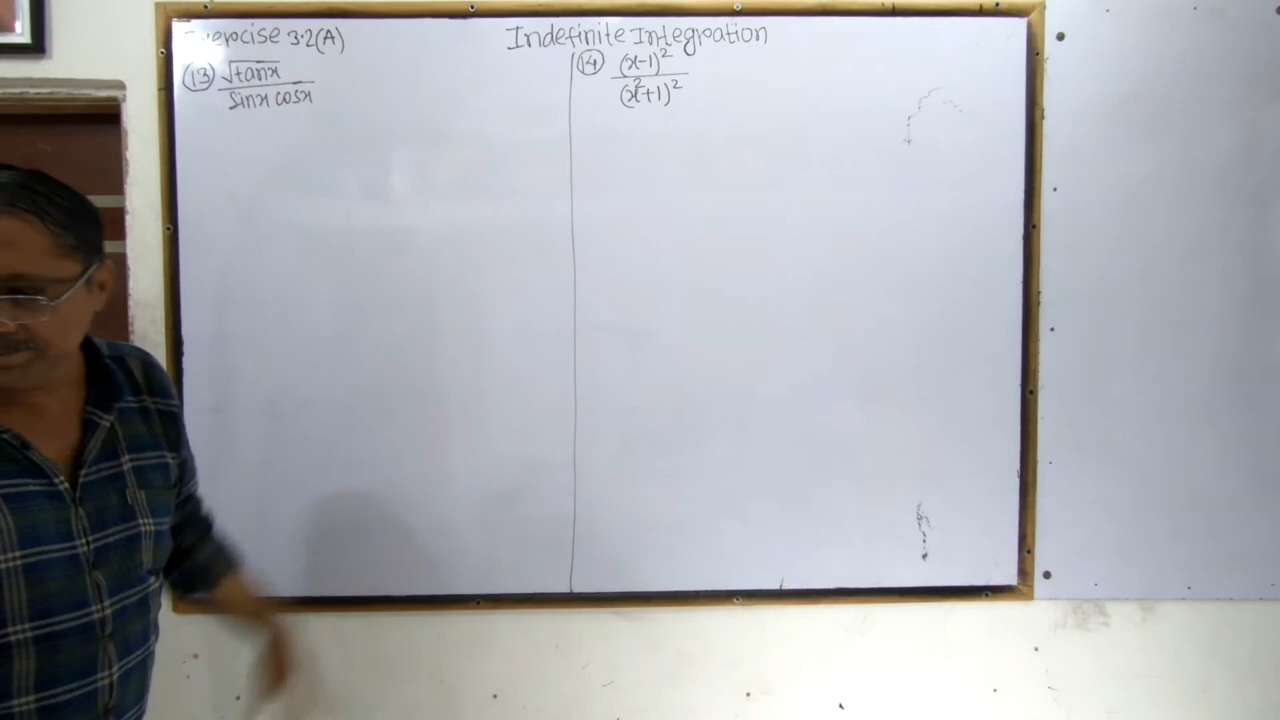 Exercise 3.2(A)
Indefinite Integration
(13) √tanx / sinx cosx
(14) (x-1)² / (x²+1)²